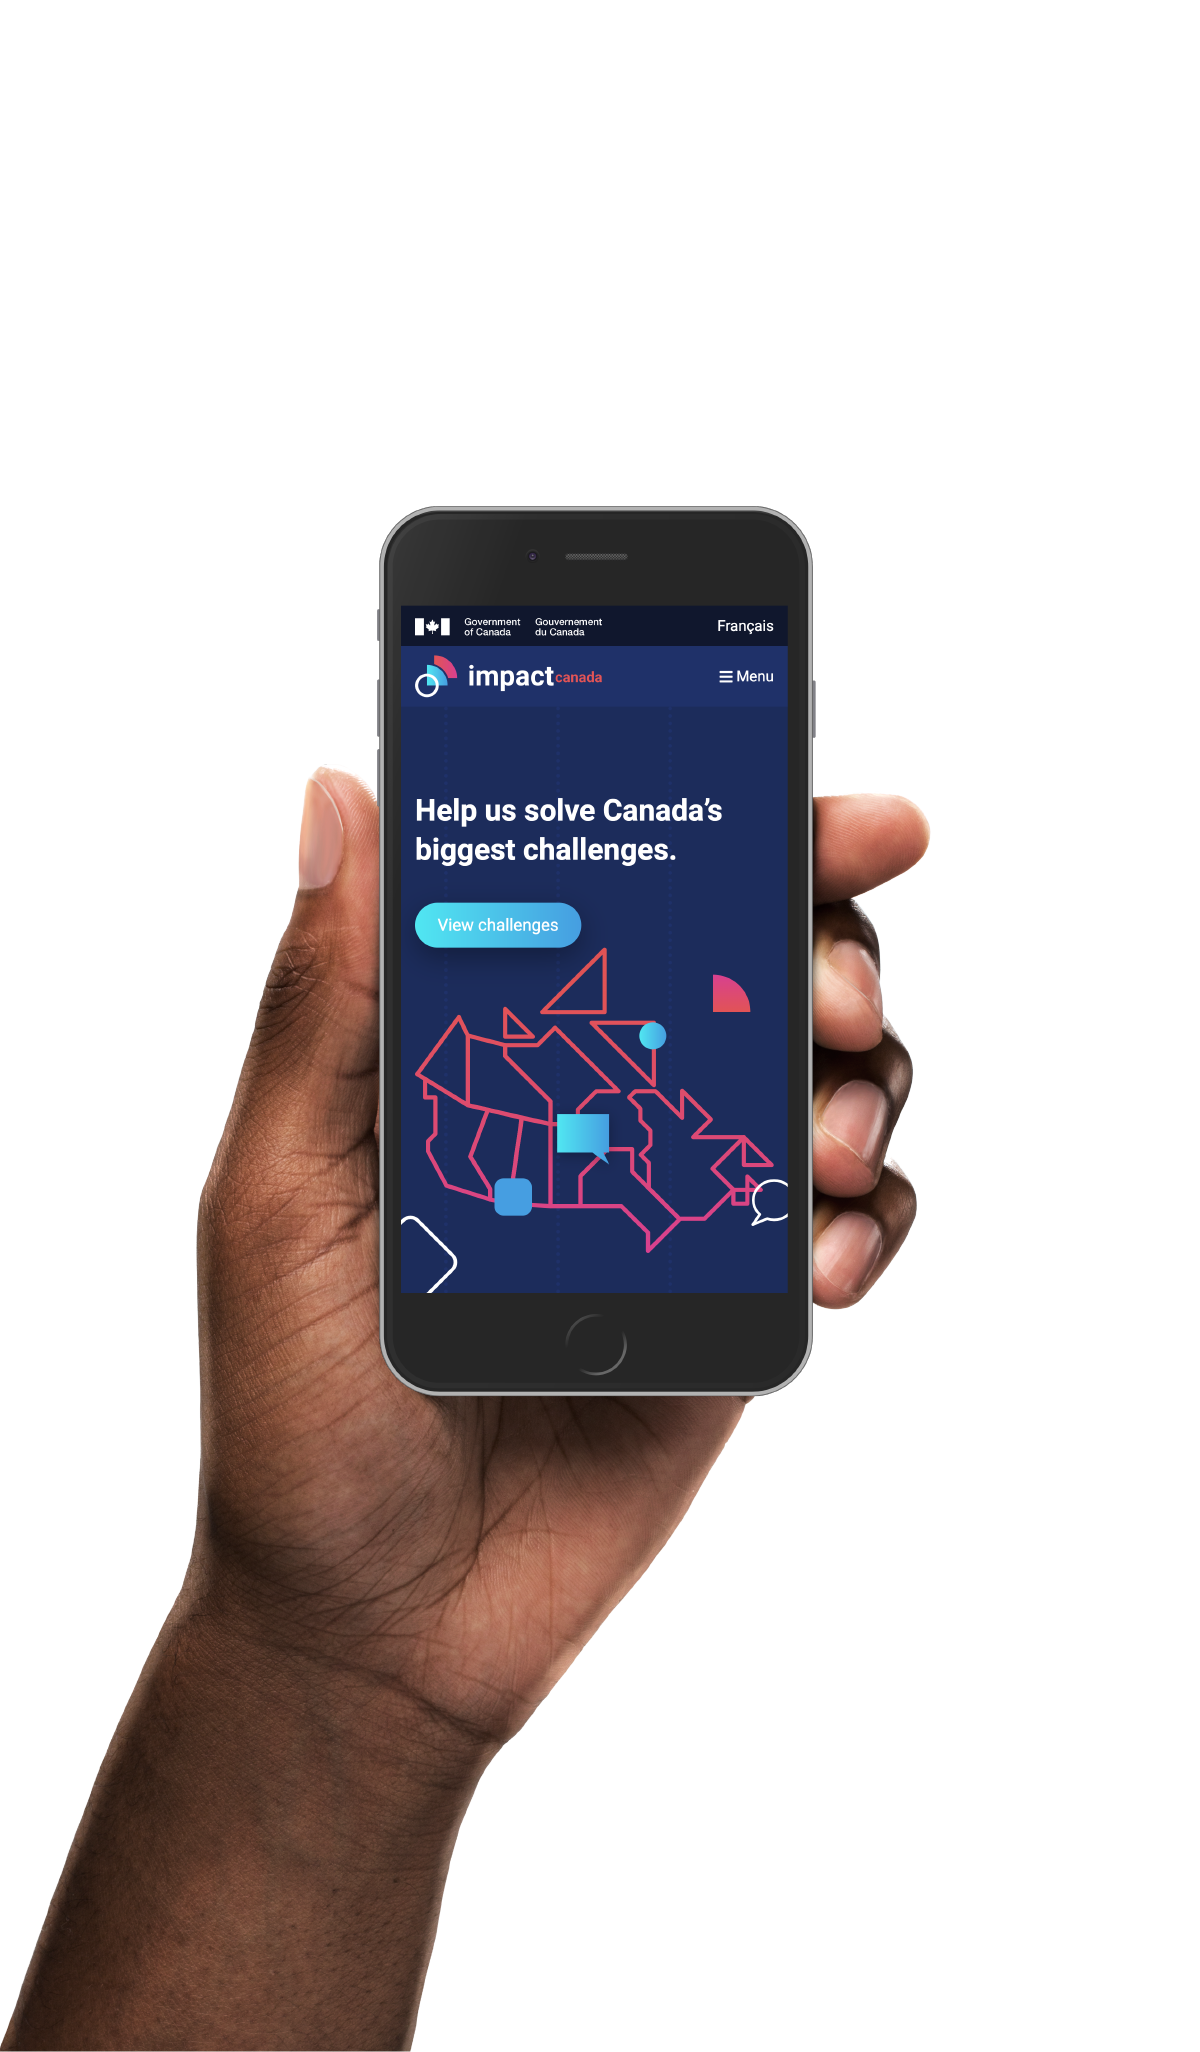 Government of Canada
Gouvernement du Canada
Français
impactcanada
Menu
Help us solve Canada’s
biggest challenges.
View challenges